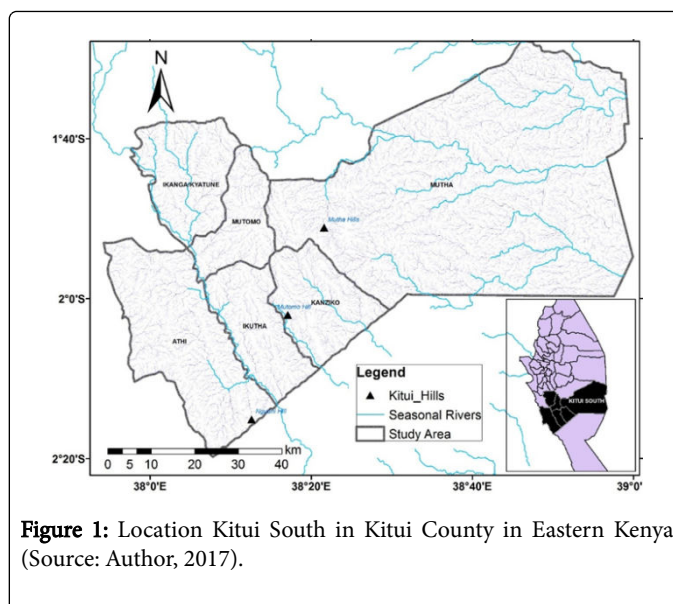 N
1°40'S
2°0'S
2°20'S
IKANGA/KYATUNE
MUTOMO
MUTHA
Mutha Hills
KANZIKO
Mutomo Hill
IKUTHA
ATHI
KITUI SOUTH
Legend
Kitui_Hills
Seasonal Rivers
Study Area
km
0 5 10 20 30 40
38°0'E
38°20'E
38°40'E
39°0
Figure 1: Location Kitui South in Kitui County in Eastern Kenya
(Source: Author, 2017).